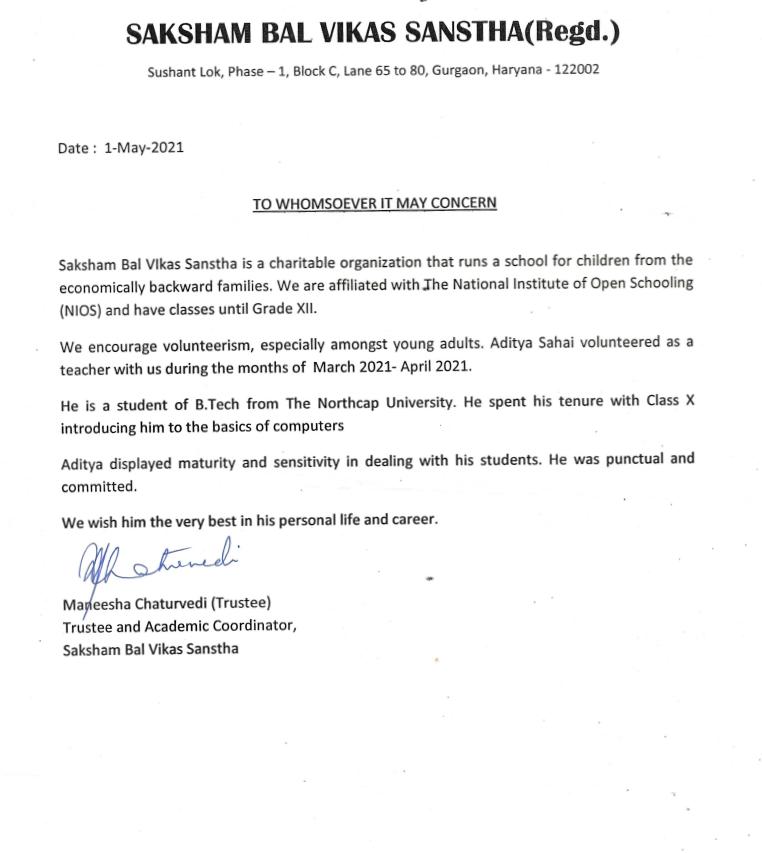 SAKSHAM BAL VIKAS SANSTHA(Regd.)
Sushant Lok, Phase – 1, Block C, Lane 65 to 80, Gurgaon, Haryana - 122002
Date : 1-May-2021
TO WHOMSOEVER IT MAY CONCERN
Saksham Bal VIkas Sanstha is a charitable organization that runs a school for children from the
economically backward families. We are affiliated with The National Institute of Open Schooling
(NIOS) and have classes until Grade XII.
We encourage volunteerism, especially amongst young adults. Aditya Sahai volunteered as a
teacher with us during the months of March 2021- April 2021.
He is a student of B.Tech from The Northcap University. He spent his tenure with Class X
introducing him to the basics of computers
Aditya displayed maturity and sensitivity in dealing with his students. He was punctual and
committed.
We wish him the very best in his personal life and career.
Maneesha Chaturvedi (Trustee)
Trustee and Academic Coordinator,
Saksham Bal Vikas Sanstha